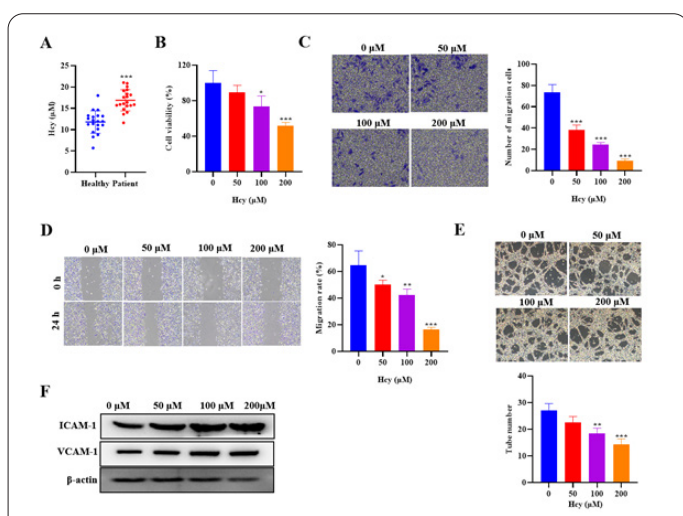 A
Hcy (μM)
25
20
15
10
5
0
***
Healthy Patient
B
Cell viability (%)
120
80
40
0
*
***
0 50 100 200
Hcy (μM)
C
0 μM 50 μM
100 μM 200 μM
Number of migration cells
100
80
60
40
20
0
***
***
***
0 50 100 200
Hcy (μM)
D
0 μM 50 μM 100 μM 200 μM
0 h
24 h
Migration rate (%)
80
60
40
20
0
*
**
***
0 50 100 200
Hcy (μM)
E
0 μM 50 μM
100 μM 200 μM
Tube number
40
30
20
10
0
**
***
0 50 100 200
Hcy (μM)
F
0 μM 50 μM 100 μM 200μM
ICAM-1
VCAM-1
β-actin